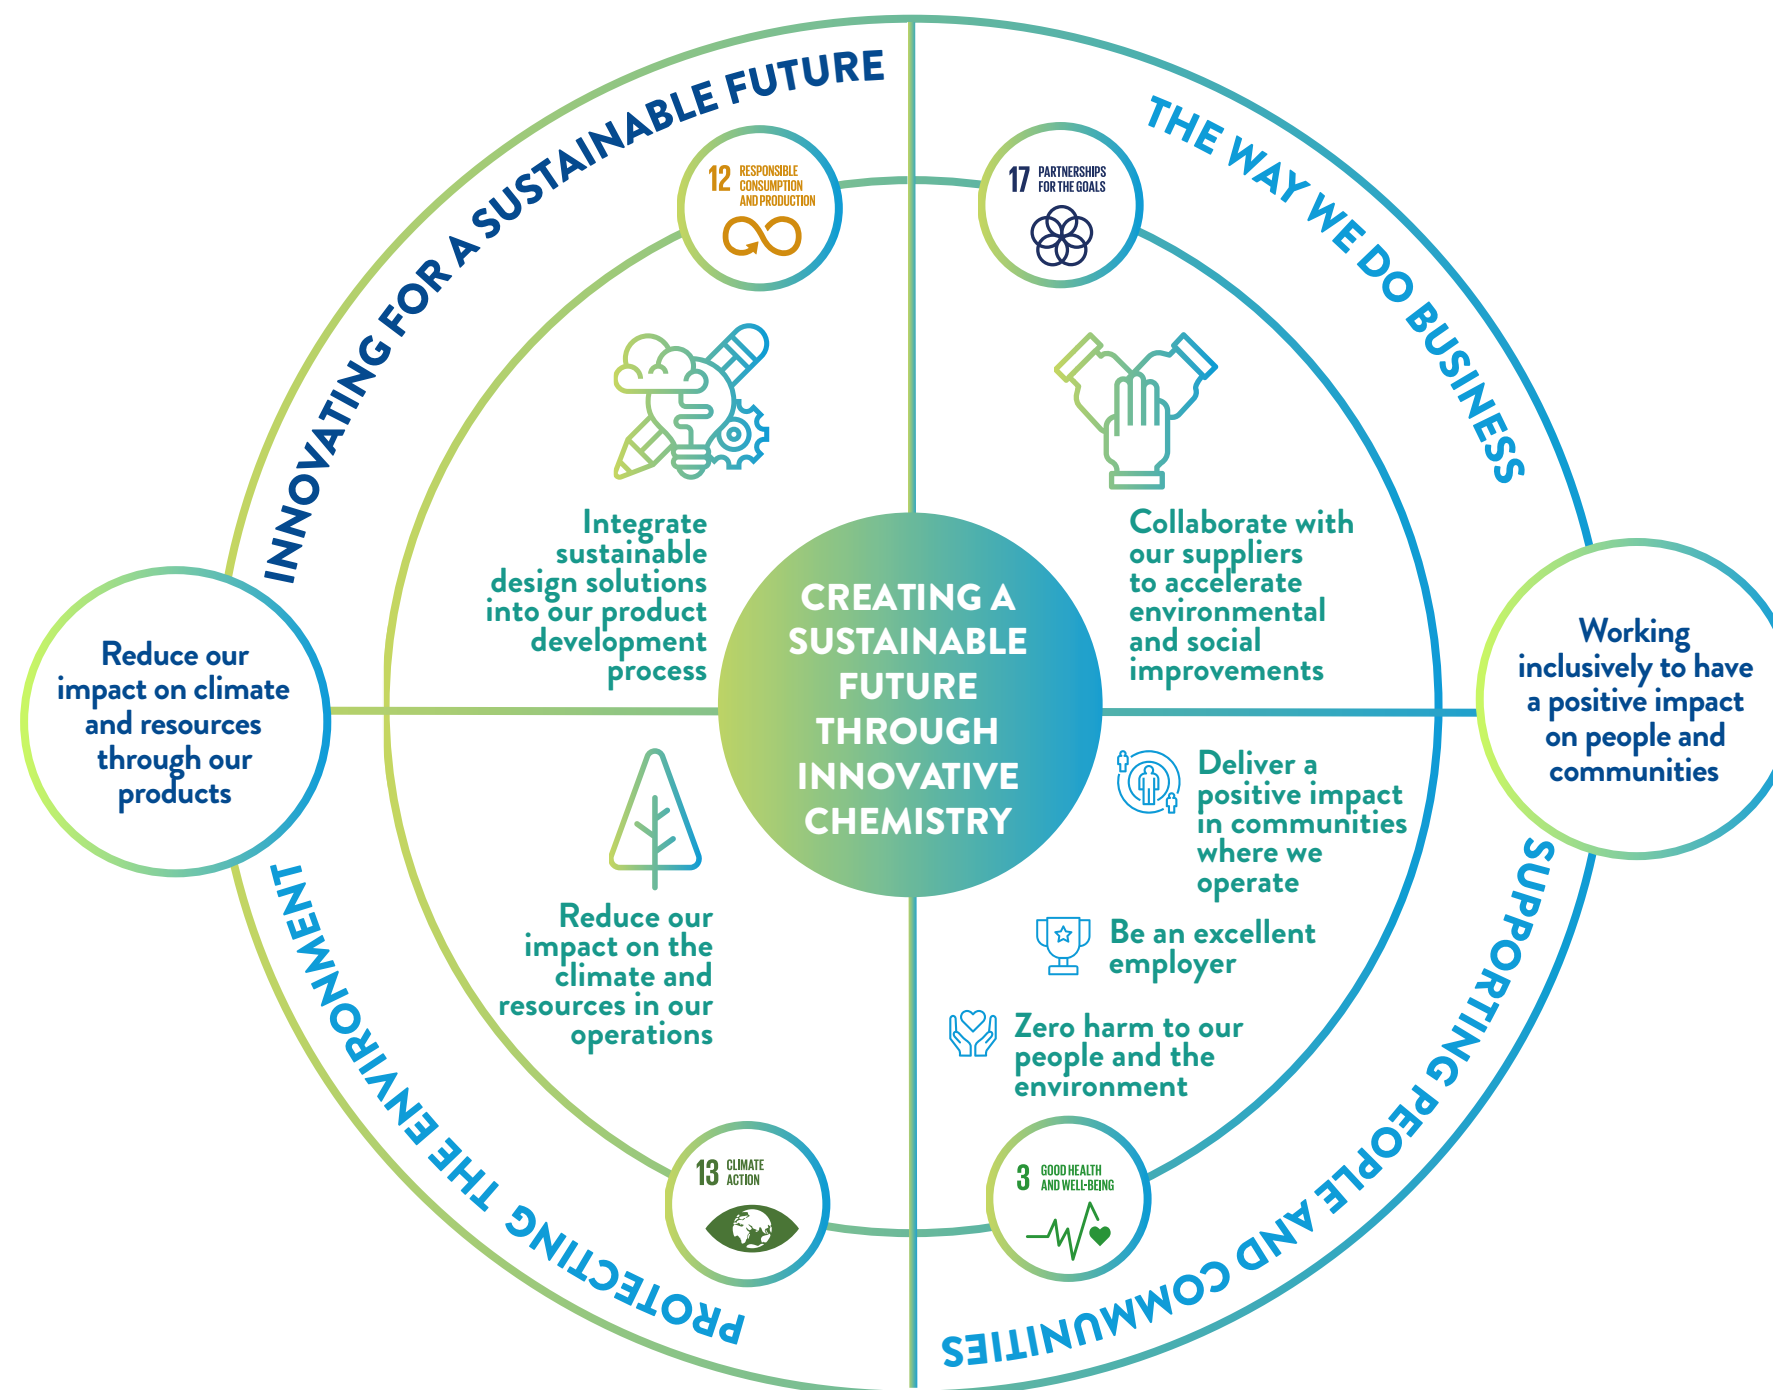 INNOVATING FOR A SUSTAINABLE FUTURE
THE WAY WE DO BUSINESS
12 RESPONSIBLE
CONSUMPTION
AND PRODUCTION
17 PARTNERSHIPS
FOR THE GOALS
Integrate
sustainable
design solutions
into our product
development
process
Collaborate with
our suppliers
to accelerate
environmental
and social
improvements
CREATING A
SUSTAINABLE
FUTURE
THROUGH
INNOVATIVE
CHEMISTRY
Reduce our
impact on climate
and resources
through our
products
Working
inclusively to have
a positive impact
on people and
communities
Reduce our
impact on the
climate and
resources in our
operations
Deliver a
positive impact
in communities
where we
operate
Be an excellent
employer
Zero harm to our
people and the
environment
13 CLIMATE
ACTION
3 GOOD HEALTH
AND WELL-BEING
PROTECTING THE ENVIRONMENT
SUPPORTING PEOPLE AND COMMUNITIES